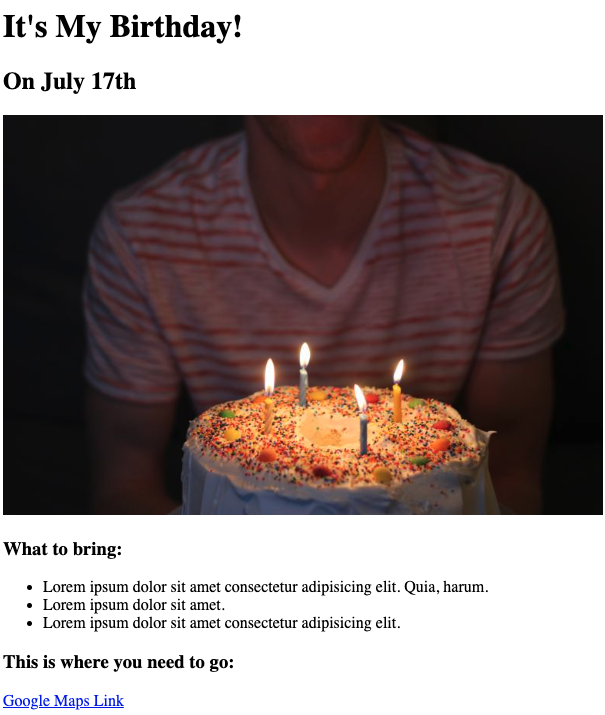 It's My Birthday!
On July 17th
What to bring:
Lorem ipsum dolor sit amet consectetur adipisicing elit. Quia, harum.
Lorem ipsum dolor sit amet.
Lorem ipsum dolor sit amet consectetur adipisicing elit.
This is where you need to go:
Google Maps Link